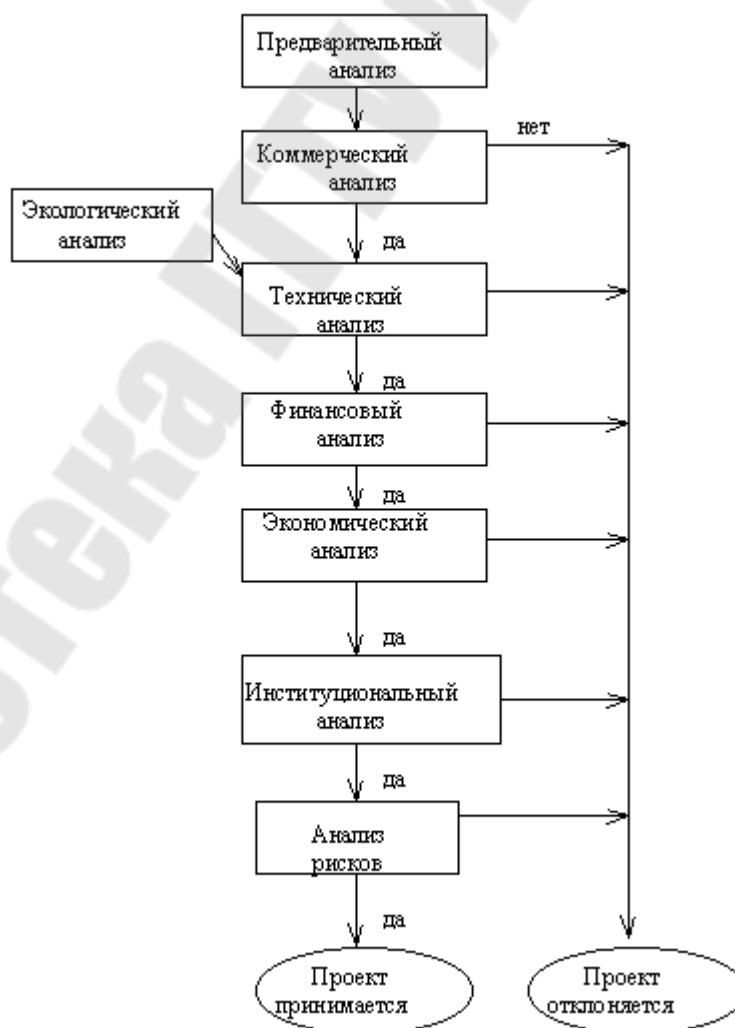 Предварительный
анализ
нет
Коммерческий
анализ
Экологический
анализ
да
Технический
анализ
да
Финансовый
анализ
да
Экономический
анализ
да
Институциональный
анализ
да
Анализ
рисков
да
Проект
принимается
Проект
отклоняется